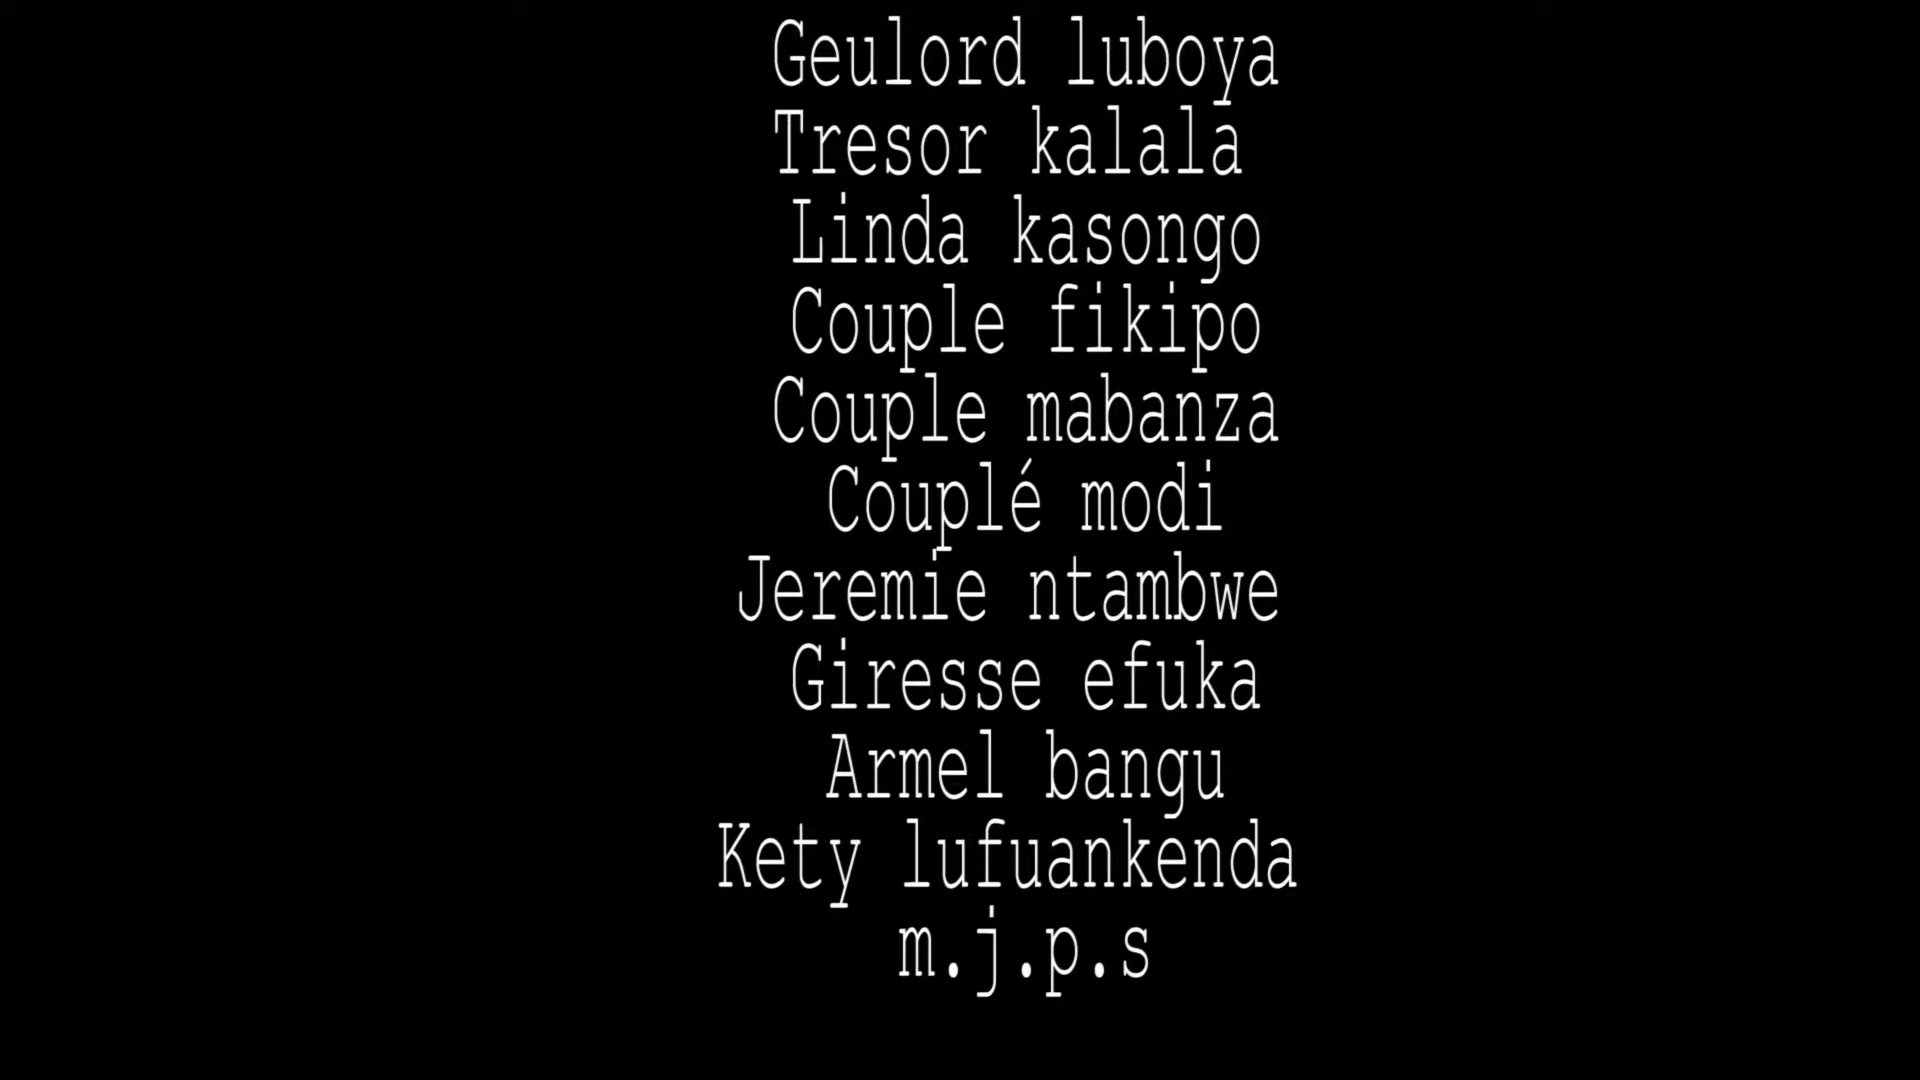 Geulord luboya
Tresor kalala
Linda kasongo
Couple fikipo
Couple mabanza
Couplé modi
Jeremie ntambwe
Giresse efuka
Armel bangu
Kety lufuankenda
m.j.p.s